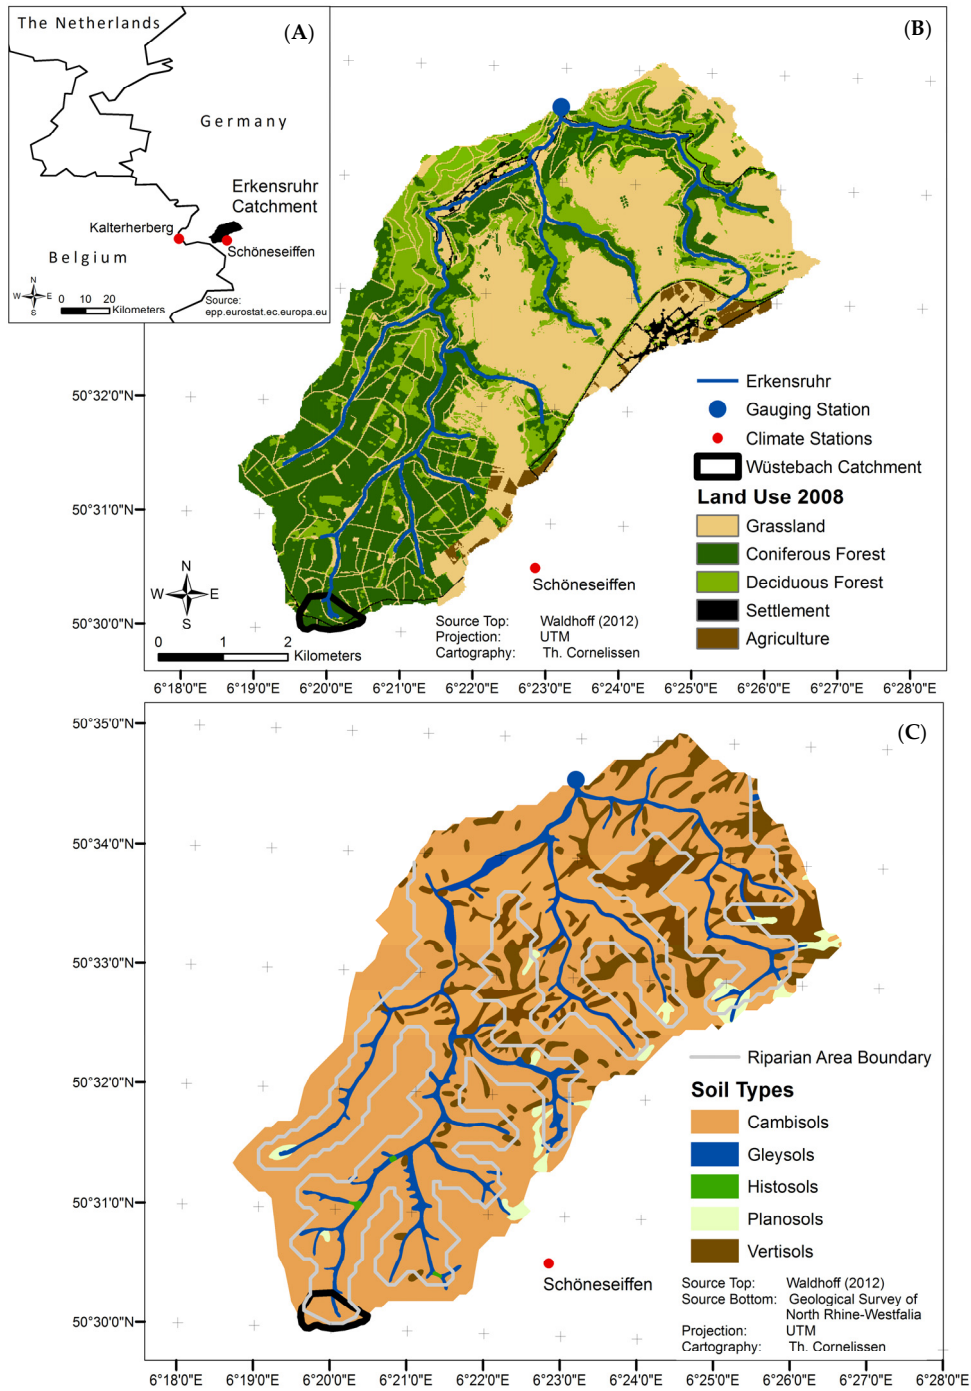 The Netherlands
(A)
Germany
Erkensruhr
Catchment
Kalterherberg
Schöneseiffen
Belgium
N
W E
S
0 10 20
Kilometers
Source:
epp.eurostat.ec.europa.eu
(B)
50°32'0"N
50°31'0"N
50°30'0"N
Erkensruhr
Gauging Station
Climate Stations
Wüstebach Catchment
Land Use 2008
Grassland
Coniferous Forest
Deciduous Forest
Settlement
Agriculture
Schöneseiffen
N
W E
S
0 1 2
Kilometers
Source Top: Waldhoff (2012)
Projection: UTM
Cartography: Th. Cornelissen
6°18'0"E 6°19'0"E 6°20'0"E 6°21'0"E 6°22'0"E 6°23'0"E 6°24'0"E 6°25'0"E 6°26'0"E 6°27'0"E 6°28'0"E
(C)
50°35'0"N
50°34'0"N
50°33'0"N
50°32'0"N
50°31'0"N
50°30'0"N
Riparian Area Boundary
Soil Types
Cambisols
Gleysols
Histosols
Planosols
Vertisols
Schöneseiffen
Source Top: Waldhoff (2012)
Source Bottom: Geological Survey of
North Rhine-Westfalia
Projection: UTM
Cartography: Th. Cornelissen
6°18'0"E 6°19'0"E 6°20'0"E 6°21'0"E 6°22'0"E 6°23'0"E 6°24'0"E 6°25'0"E 6°26'0"E 6°27'0"E 6°28'0"E